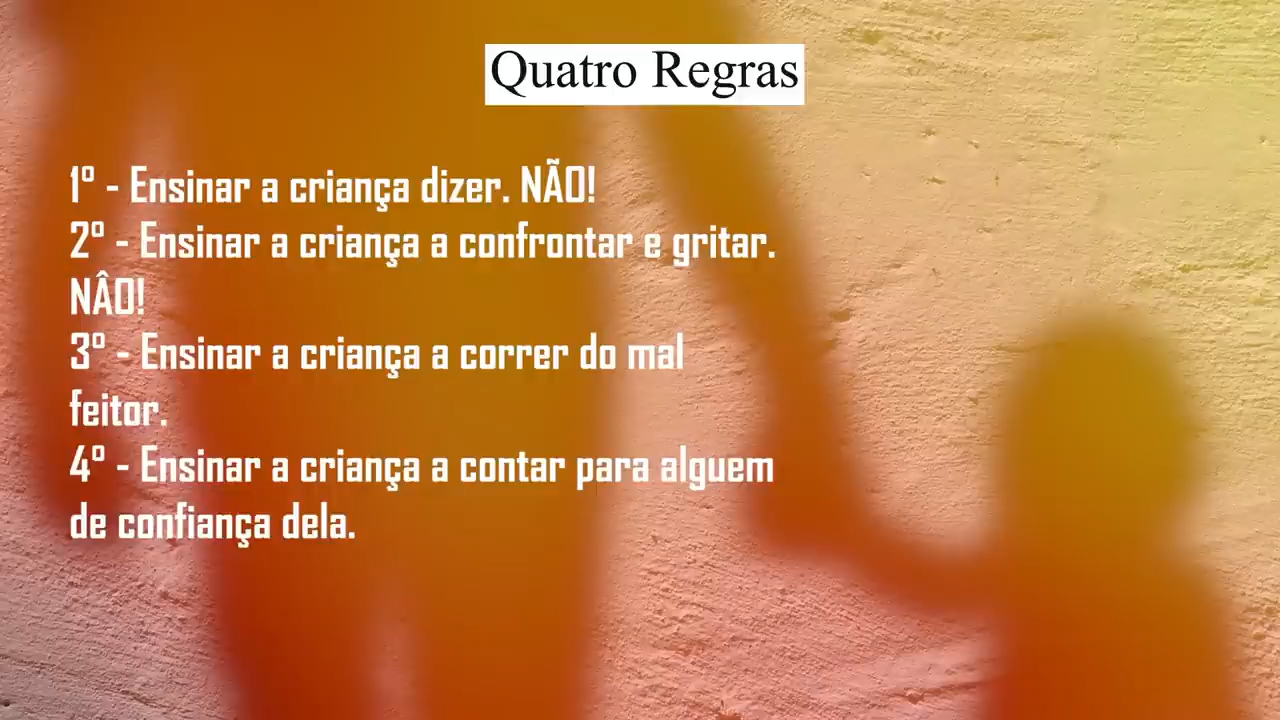 Quatro Regras
1º - Ensinar a criança dizer. NÃO!
2º - Ensinar a criança a confrontar e gritar.
NÂO!
3º - Ensinar a criança a correr do mal
feitor.
4º - Ensinar a criança a contar para alguem
de confiança dela.